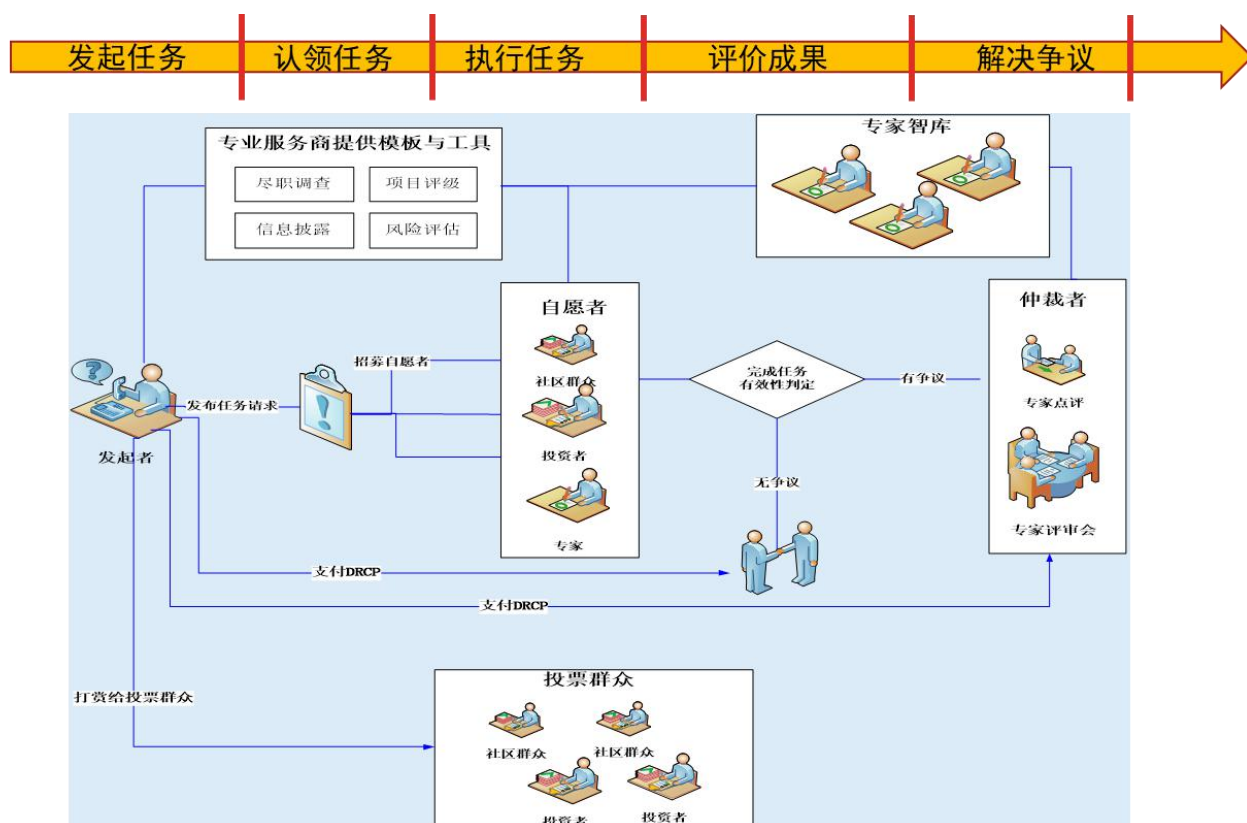 发起任务
认领任务
执行任务
评价成果
解决争议
专业服务商提供模板与工具
尽职调查
项目评级
信息披露
风险评估
专家智库
自愿者
社区群众
投资者
专家
仲裁者
专家点评
专家评审会
招募自愿者
发布任务请求
发起者
完成任务
有效性判定
有争议
无争议
支付DRCP
支付DRCP
打赏给投票群众
投票群众
社区群众
社区群众
投资者
投资者